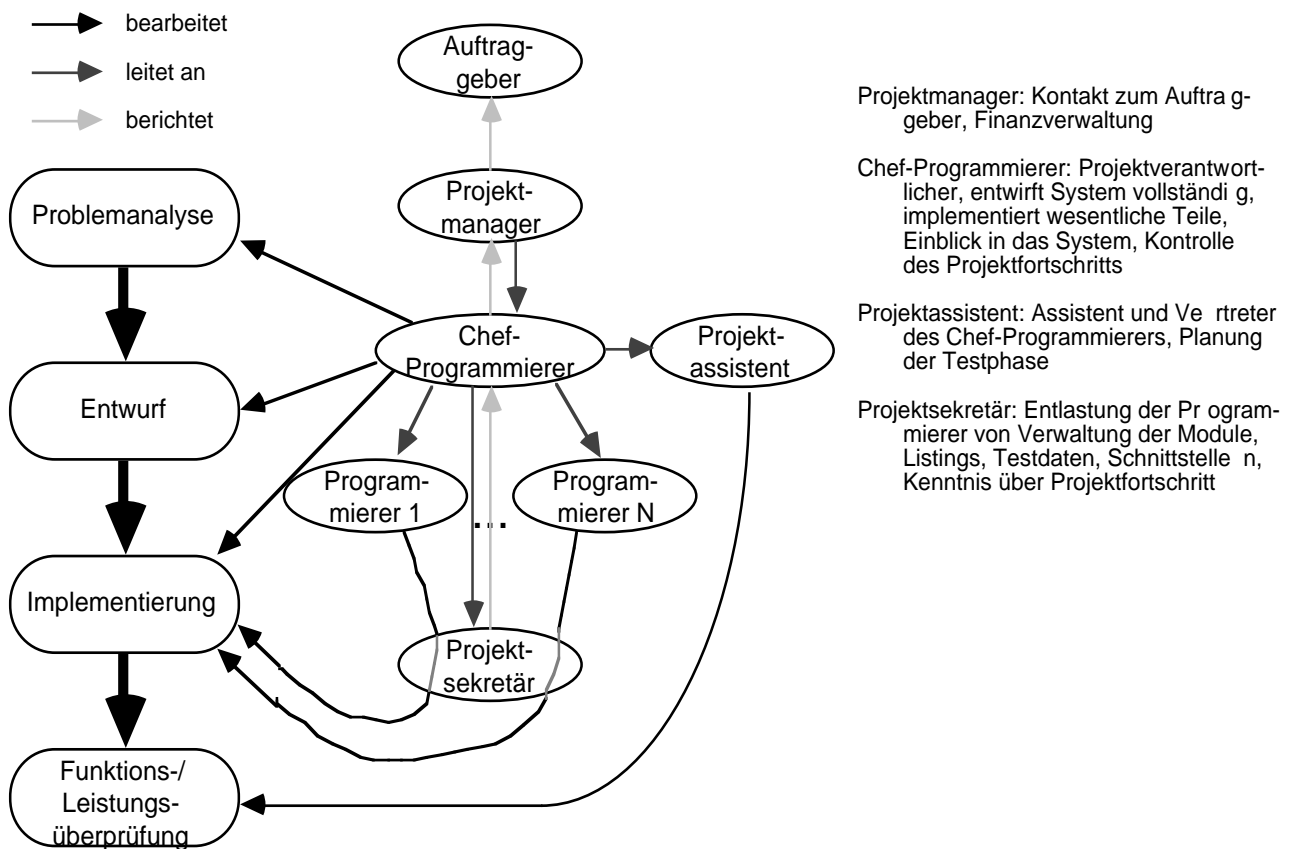 bearbeitet
leitet an
berichtet
Auftrag-
geber
Projekt-
manager
Chef-
Programmierer
Projekt-
assistent
Program-
mierer 1
...
Program-
mierer N
Projekt-
sekretär
Problemanalyse
Entwurf
Implementierung
Funktions-/
Leistungs-
überprüfung
Projektmanager: Kontakt zum Auftra g-
geber, Finanzverwaltung
Chef-Programmierer: Projektverantwort-
licher, entwirft System vollständi g,
implementiert wesentliche Teile,
Einblick in das System, Kontrolle
des Projektfortschritts
Projektassistent: Assistent und Ve rtreter
des Chef-Programmierers, Planung
der Testphase
Projektsekretär: Entlastung der Pr ogram-
mierer von Verwaltung der Module,
Listings, Testdaten, Schnittstelle n,
Kenntnis über Projektfortschritt